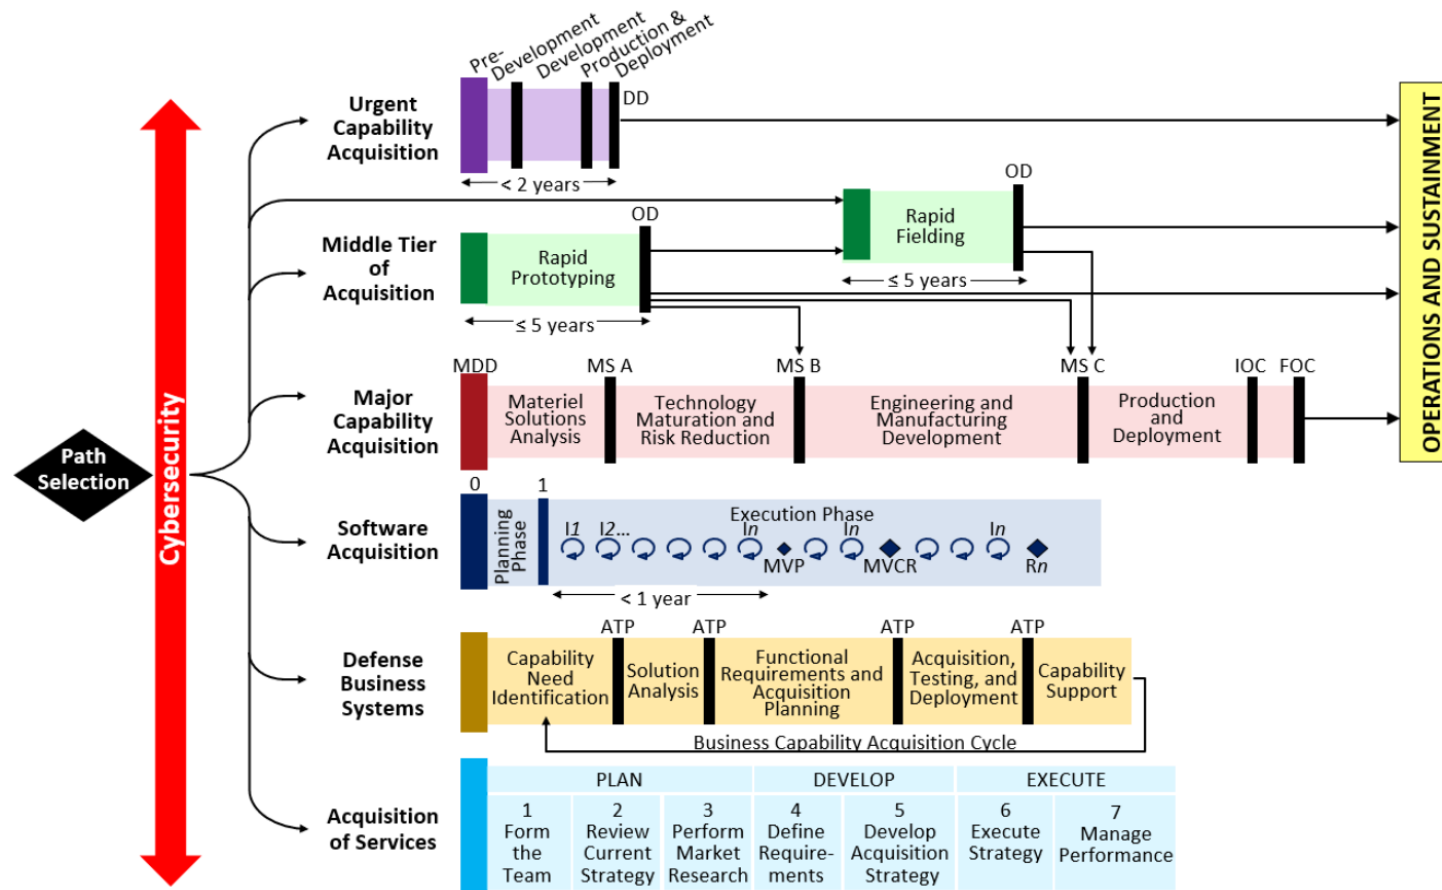 Path
Selection
Cybersecurity
Urgent
Capability
Acquisition
Pre-
Development
Development
Production &
Deployment
DD
< 2 years
Middle Tier
of
Acquisition
Rapid
Prototyping
OD
≤ 5 years
Rapid
Fielding
OD
≤ 5 years
Major
Capability
Acquisition
MDD
MS A
MS B
MS C
IOC
FOC
Materiel
Solutions
Analysis
Technology
Maturation and
Risk Reduction
Engineering and
Manufacturing
Development
Production
and
Deployment
OPERATIONS AND SUSTAINMENT
Software
Acquisition
0
1
Planning
Phase
Execution Phase
I1
I2...
In
In
In
MVP
MVCR
Rn
< 1 year
Defense
Business
Systems
ATP
ATP
ATP
ATP
Capability
Need
Identification
Solution
Analysis
Functional
Requirements and
Acquisition
Planning
Acquisition,
Testing, and
Deployment
Capability
Support
Business Capability Acquisition Cycle
Acquisition
of Services
PLAN
DEVELOP
EXECUTE
1
Form
the
Team
2
Review
Current
Strategy
3
Perform
Market
Research
4
Define
Require-
ments
5
Develop
Acquisition
Strategy
6
Execute
Strategy
7
Manage
Performance